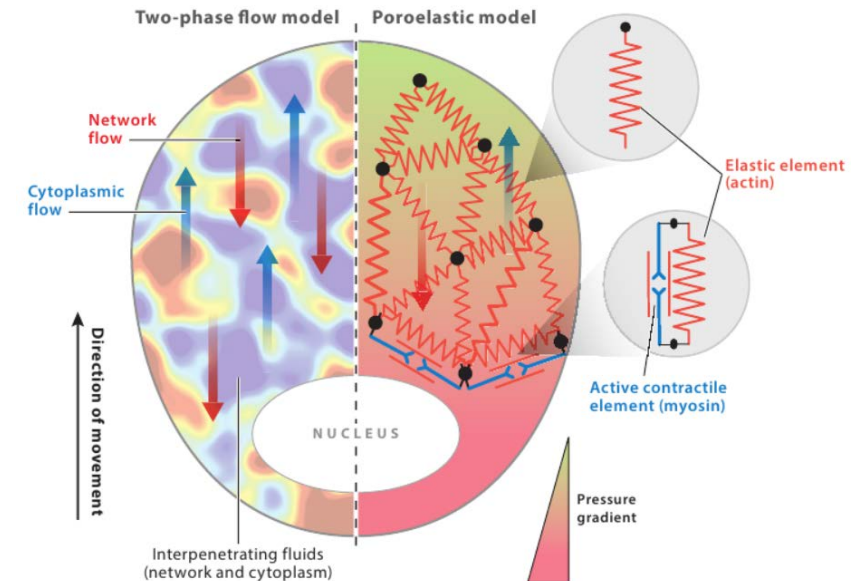 Two-phase flow model
Poroelastic model
Network
flow
Cytoplasmic
flow
Elastic element
(actin)
Direction of movement
Active contractile
element (myosin)
NUCLEUS
Pressure
gradient
Interpenetrating fluids
(network and cytoplasm)